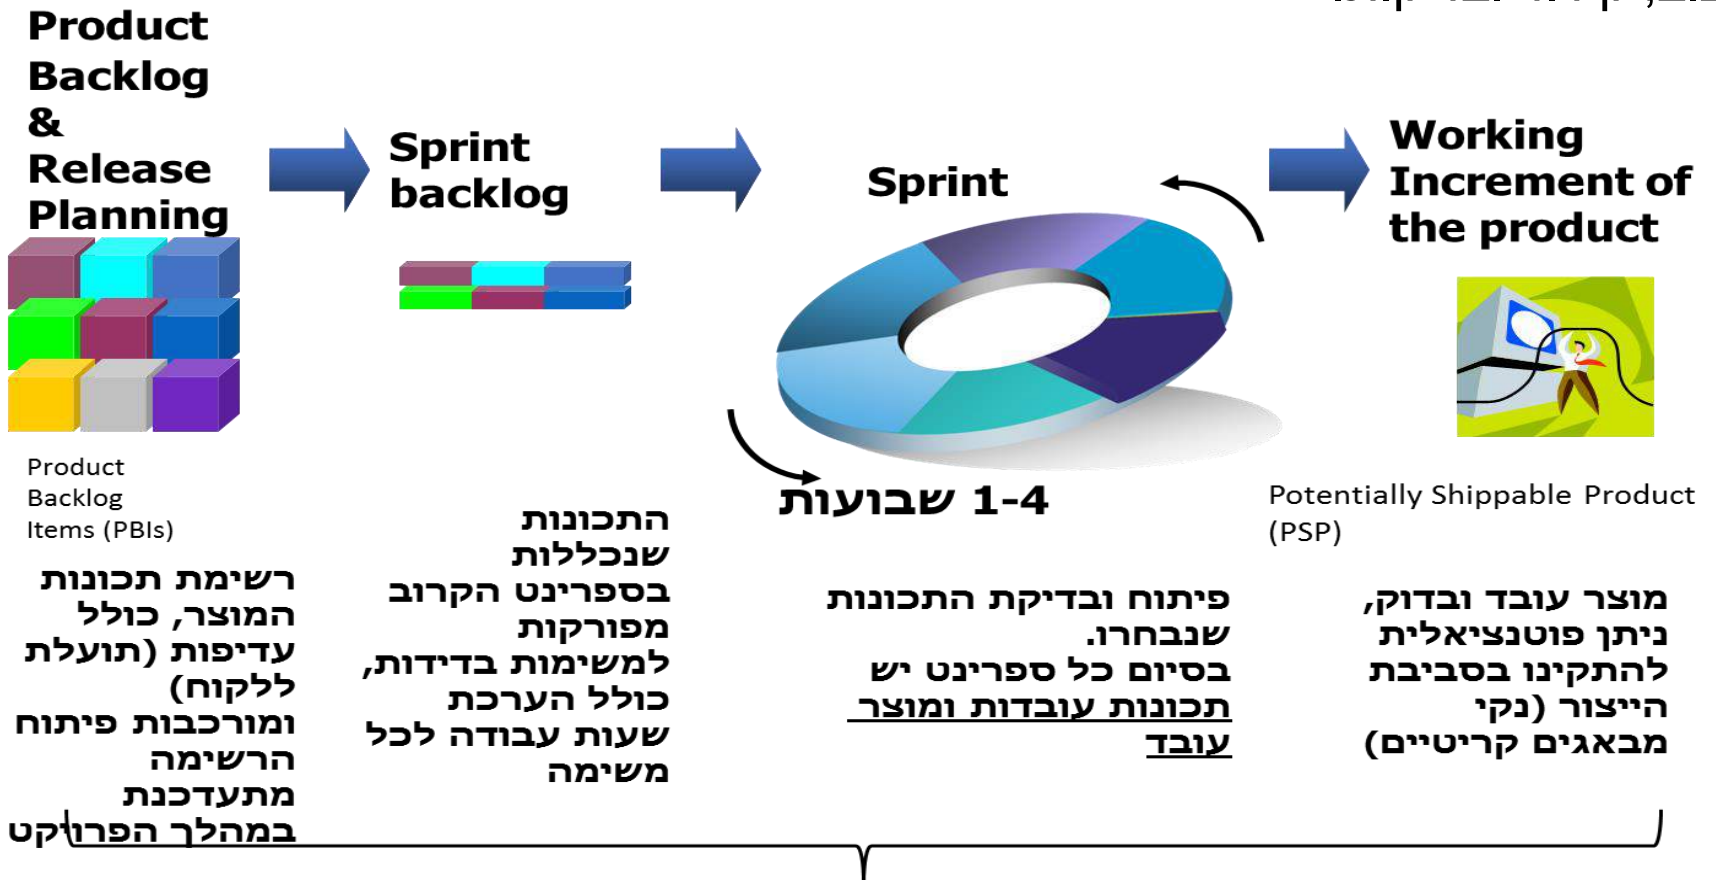 Product
Backlog
&
Release
Planning
Sprint
backlog
Sprint
Working
Increment of
the product
Product
Backlog
Items (PBIs)
רשימת תכונות
המוצר, כולל
עדיפות (תועלת
ללקוח)
ומורכבות פיתוח
הרשימה
מתעדכנת
במהלך הפרויקט
התכונות
שנכללות
בספרינט הקרוב
מפורקות
למשימות בדידות,
כולל הערכת
שעות עבודה לכל
משימה
1-4 שבועות
פיתוח ובדיקת התכונות
שנבחרו.
בסיום כל ספרינט יש
תכונות עובדות ומוצר
עובד
Potentially Shippable Product
(PSP)
מוצר עובד ובדוק,
ניתן פוטנציאלית
להתקינו בסביבת
הייצור (נקי
מבאגים קריטיים)